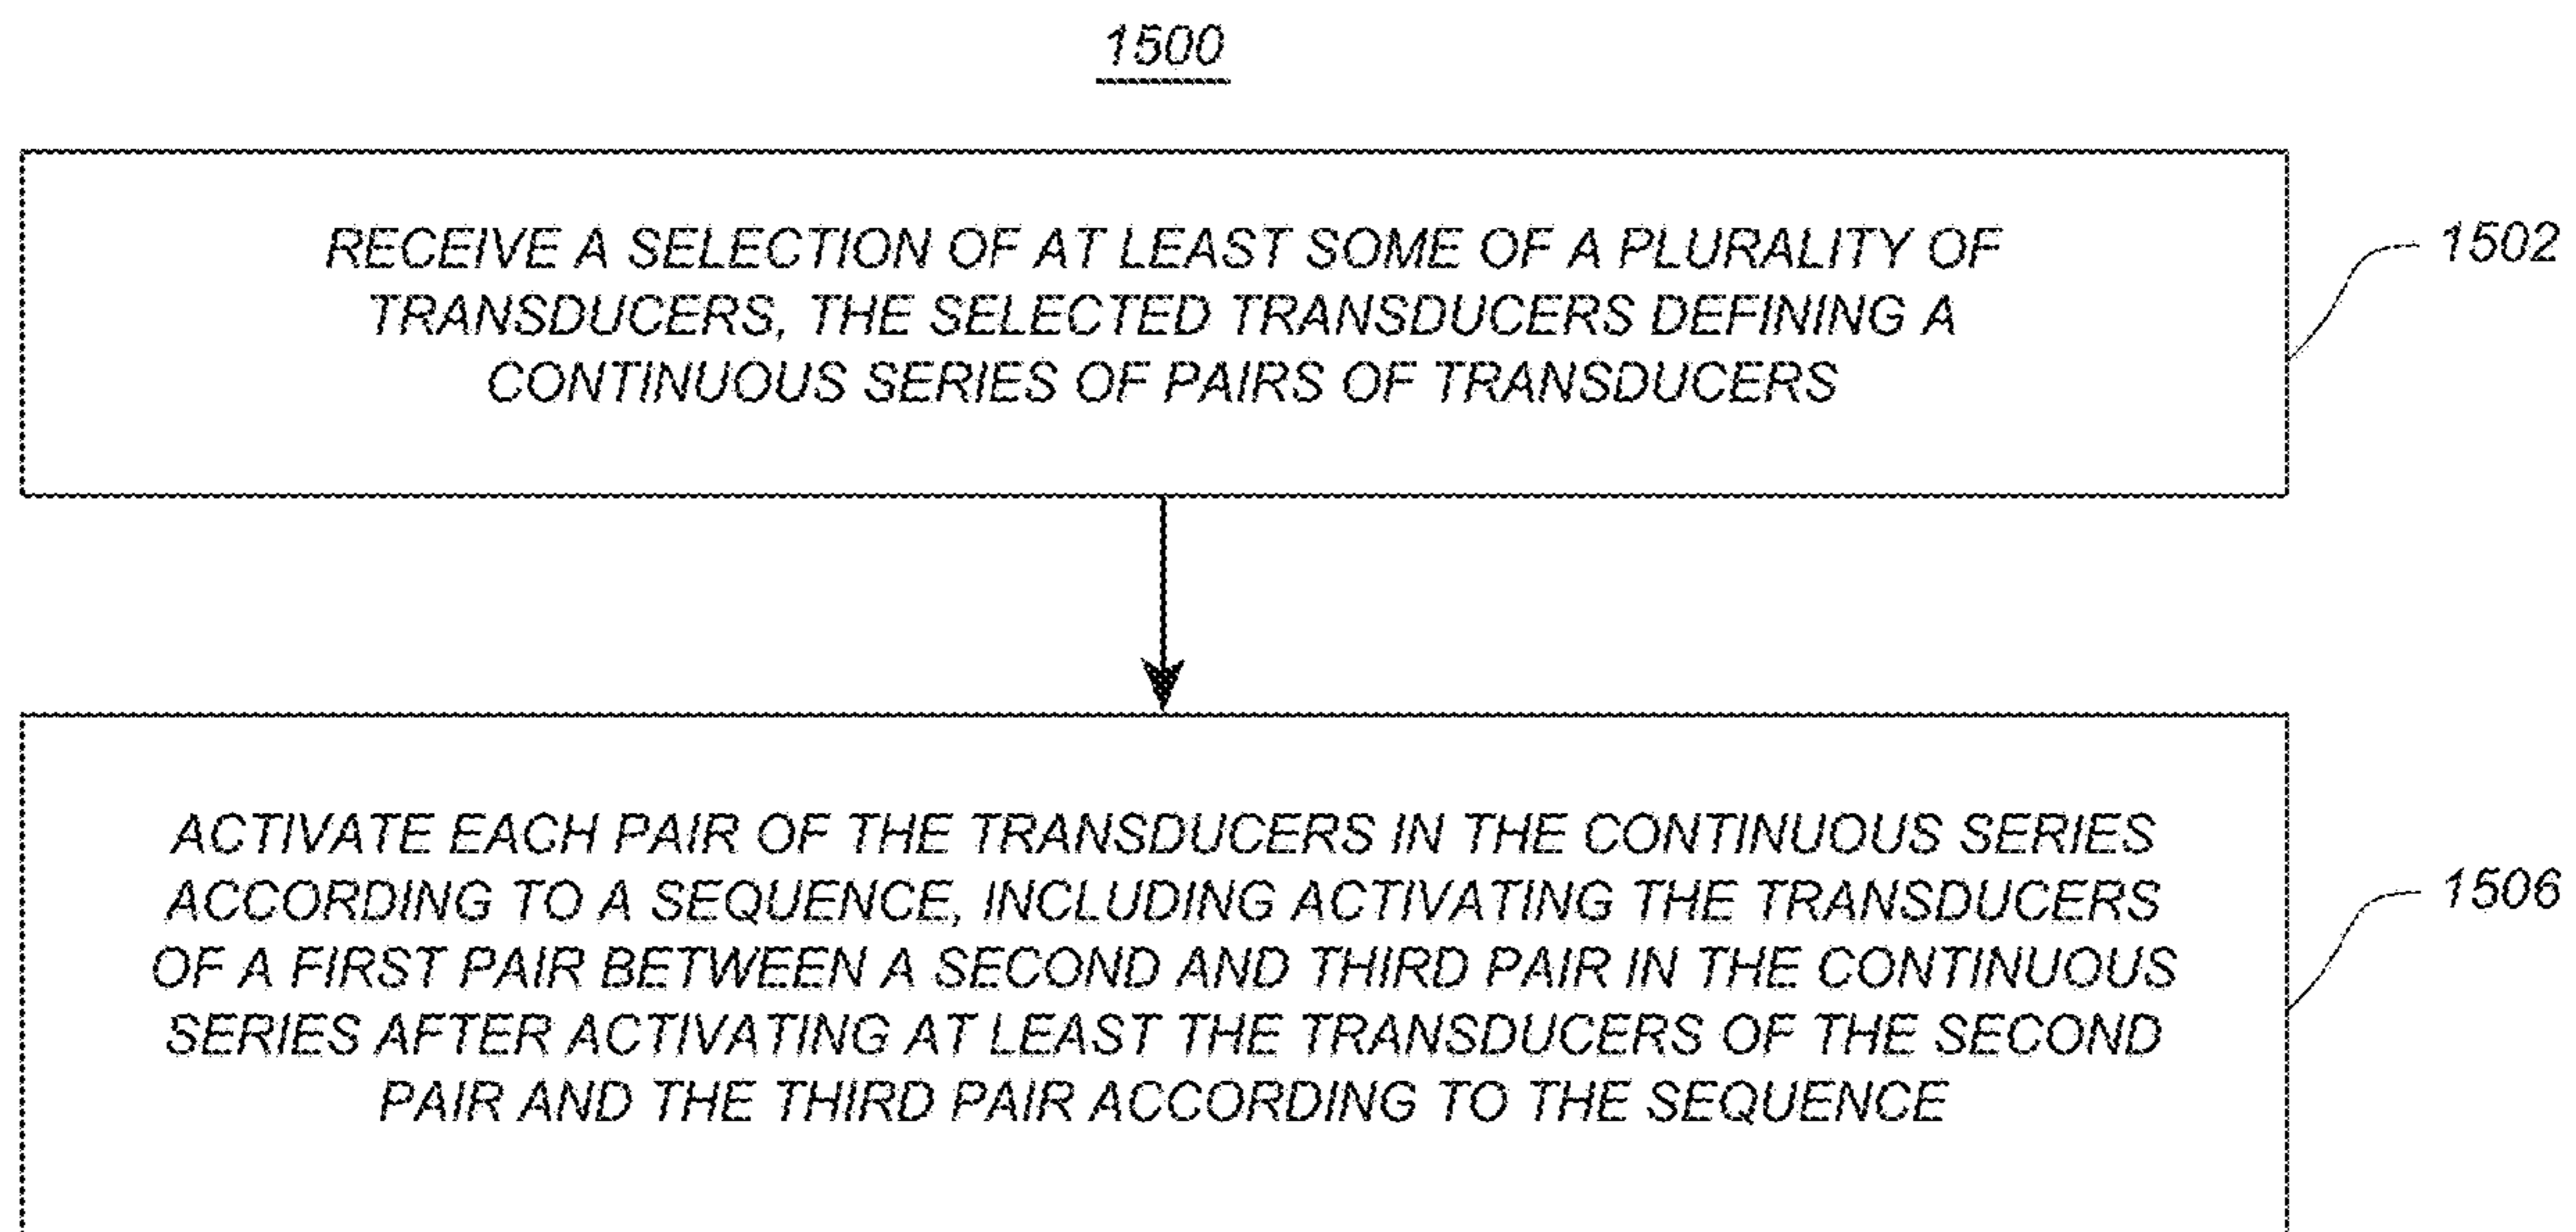 1500
RECEIVE A SELECTION OF AT LEAST SOME OF A PLURALITY OF
TRANSDUCERS, THE SELECTED TRANSDUCERS DEFINING A
CONTINUOUS SERIES OF PAIRS OF TRANSDUCERS
1502
ACTIVATE EACH PAIR OF THE TRANSDUCERS IN THE CONTINUOUS SERIES
ACCORDING TO A SEQUENCE, INCLUDING ACTIVATING THE TRANSDUCERS
OF A FIRST PAIR BETWEEN A SECOND AND THIRD PAIR IN THE CONTINUOUS
SERIES AFTER ACTIVATING AT LEAST THE TRANSDUCERS OF THE SECOND
PAIR AND THE THIRD PAIR ACCORDING TO THE SEQUENCE
1506